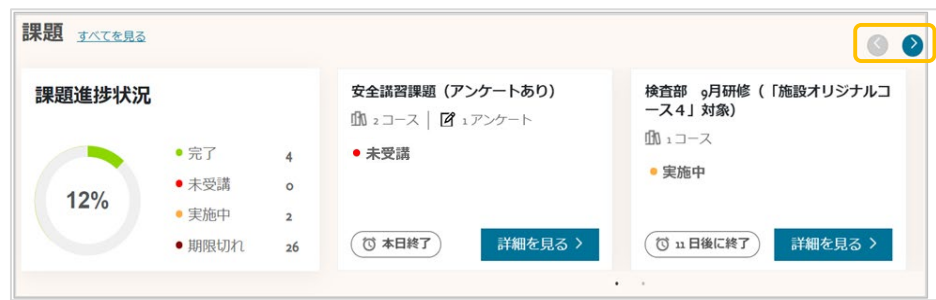 課題 すべてを見る
課題進捗状況
12%
完了 4
未受講 0
実施中 2
期限切れ 26
安全講習課題（アンケートあり）
2コース | 1アンケート
未受講
本日終了
詳細を見る >
検査部 9月研修（「施設オリジナルコ
ース4」対象）
1コース
実施中
11日後に終了
詳細を見る >